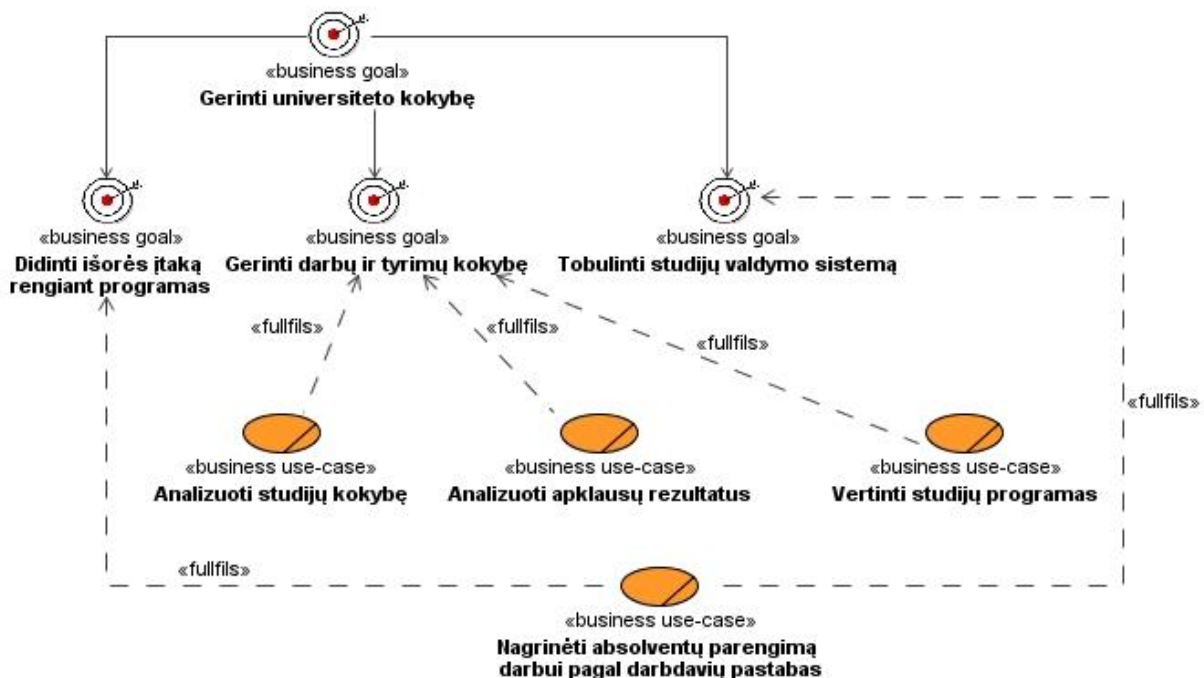 «business goal»
Gerinti universiteto kokybę
«business goal»
Didinti išorės įtaką
rengiant programas
«business goal»
Gerinti darbų ir tyrimų kokybę
«business goal»
Tobulinti studijų valdymo sistemą
«fullfils»
«fullfils»
«fullfils»
«fullfils»
«business use-case»
Analizuoti studijų kokybę
«business use-case»
Analizuoti apklausų rezultatus
«business use-case»
Vertinti studijų programas
«fullfils»
«business use-case»
Nagrinėti absolventų parengimą
darbui pagal darbdavių pastabas